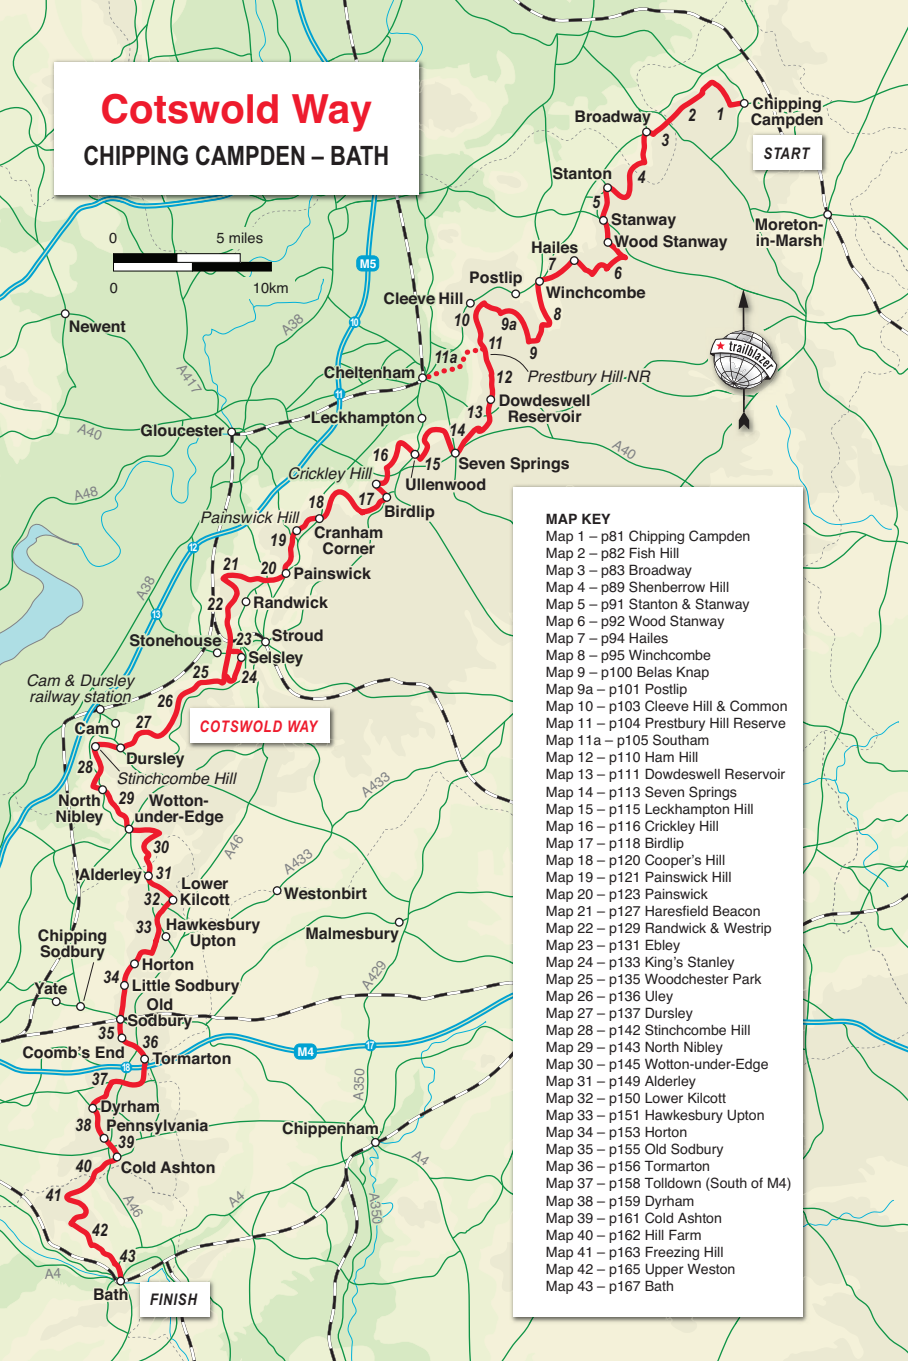 Cotswold Way
CHIPPING CAMPDEN – BATH
0
5 miles
0
10km
Chipping
Campden
START
Broadway
1
2
3
4
Stanton
5
Stanway
Wood Stanway
Moreton-
in-Marsh
Hailes
7
6
Postlip
Winchcombe
Cleeve Hill
10
9a
8
9
11
11a
M5
10
A38
Newent
A417
Cheltenham
11
12
Prestbury Hill NR
trailblazer
Dowdeswell
Reservoir
13
Leckhampton
14
Gloucester
A40
A40
16
15
Seven Springs
Crickley Hill
Ullenwood
A48
18
17
Birdlip
Painswick Hill
Cranham
Corner
19
12
21
20
Painswick
A38
22
Randwick
13
Stonehouse
23
Stroud
Selsley
25
24
Cam & Dursley
railway station
26
Cam
27
COTSWOLD WAY
Dursley
28
Stinchcombe Hill
A433
North
Nibley
29
Wotton-
under-Edge
30
A46
A433
Alderley
31
Lower
Kilcott
32
Westonbirt
33
Hawkesbury
Upton
Malmesbury
Chipping
Sodbury
Horton
34
Little Sodbury
A429
Yate
Old
Sodbury
35
36
Coomb's End
Tormarton
M4
17
18
37
A350
Dyrham
38
Pennsylvania
Chippenham
39
40
Cold Ashton
A4
41
A46
A4
A350
42
43
A4
Bath
FINISH
MAP KEY
Map 1 – p81 Chipping Campden
Map 2 – p82 Fish Hill
Map 3 – p83 Broadway
Map 4 – p89 Shenberrow Hill
Map 5 – p91 Stanton & Stanway
Map 6 – p92 Wood Stanway
Map 7 – p94 Hailes
Map 8 – p95 Winchcombe
Map 9 – p100 Belas Knap
Map 9a – p101 Postlip
Map 10 – p103 Cleeve Hill & Common
Map 11 – p104 Prestbury Hill Reserve
Map 11a – p105 Southam
Map 12 – p110 Ham Hill
Map 13 – p111 Dowdeswell Reservoir
Map 14 – p113 Seven Springs
Map 15 – p115 Leckhampton Hill
Map 16 – p116 Crickley Hill
Map 17 – p118 Birdlip
Map 18 – p120 Cooper's Hill
Map 19 – p121 Painswick Hill
Map 20 – p123 Painswick
Map 21 – p127 Haresfield Beacon
Map 22 – p129 Randwick & Westrip
Map 23 – p131 Ebley
Map 24 – p133 King's Stanley
Map 25 – p135 Woodchester Park
Map 26 – p136 Uley
Map 27 – p137 Dursley
Map 28 – p142 Stinchcombe Hill
Map 29 – p143 North Nibley
Map 30 – p145 Wotton-under-Edge
Map 31 – p149 Alderley
Map 32 – p150 Lower Kilcott
Map 33 – p151 Hawkesbury Upton
Map 34 – p153 Horton
Map 35 – p155 Old Sodbury
Map 36 – p156 Tormarton
Map 37 – p158 Tolldown (South of M4)
Map 38 – p159 Dyrham
Map 39 – p161 Cold Ashton
Map 40 – p162 Hill Farm
Map 41 – p163 Freezing Hill
Map 42 – p165 Upper Weston
Map 43 – p167 Bath